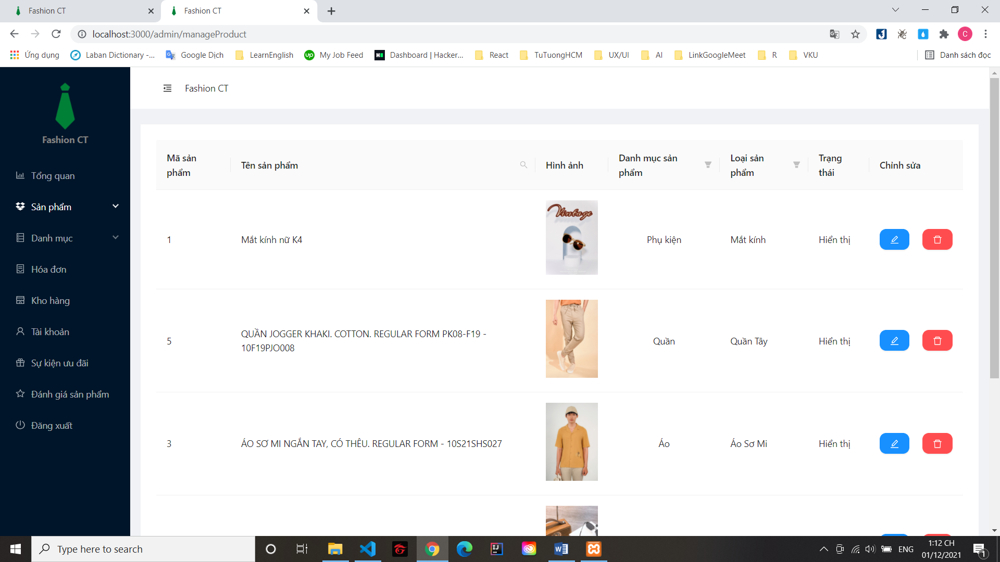 Fashion CT
Fashion CT
localhost:3000/admin/manageProduct
C
Ứng dụng
Laban Dictionary -...
Google Dịch
LearnEnglish
My Job Feed
Dashboard | Hacker...
React
TuTuongHCM
UX/UI
AI
LinkGoogleMeet
R
VKU
Danh sách đọc
Fashion CT
Fashion CT
Tổng quan
Sản phẩm
Danh mục
Hóa đơn
Kho hàng
Tài khoản
Sự kiện ưu đãi
Đánh giá sản phẩm
Đăng xuất
Mã sản
phẩm
Tên sản phẩm
Hình ảnh
Danh mục sản
phẩm
Loại sản
phẩm
Trạng
thái
Chỉnh sửa
1
Mắt kính nữ K4
Vintage
Phụ kiện
Mắt kính
Hiển thị
5
QUẦN JOGGER KHAKI. COTTON. REGULAR FORM PK08-F19 -
10F19PJO008
Quần
Quần Tây
Hiển thị
3
ÁO SƠ MI NGẮN TAY, CÓ THÊU. REGULAR FORM - 10S21SHS027
Áo
Áo Sơ Mi
Hiển thị
Type here to search
ENG
1:12 CH
01/12/2021
1